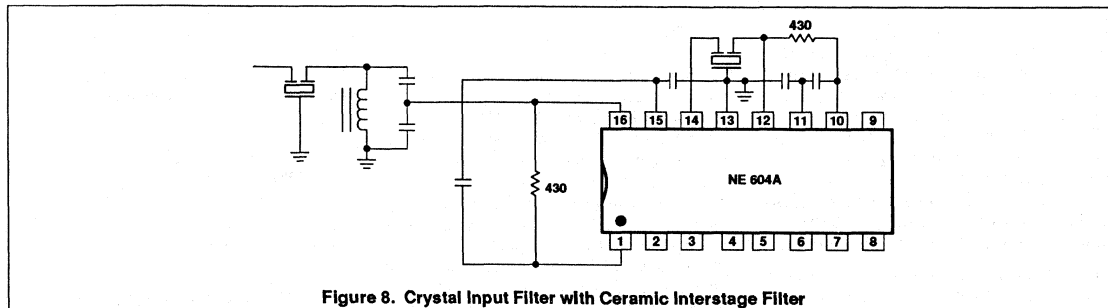 430
16 15 14 13 12 11 10 9
NE 604A
430
1 2 3 4 5 6 7 8
Figure 8. Crystal Input Filter with Ceramic Interstage Filter